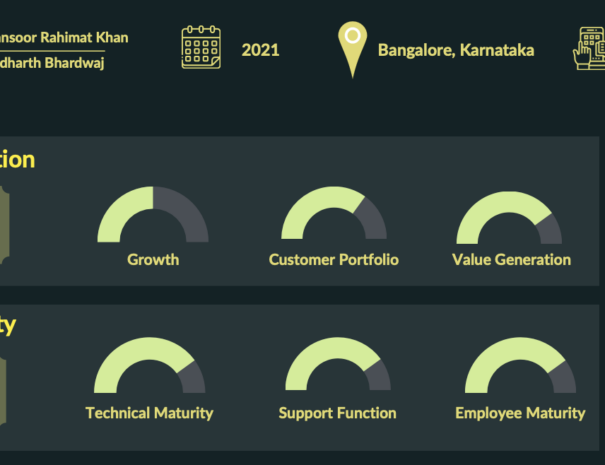 nsoor Rahimat Khan
dharth Bhardwaj
2021
Bangalore, Karnataka
tion
Growth
Customer Portfolio
Value Generation
ty
Technical Maturity
Support Function
Employee Maturity